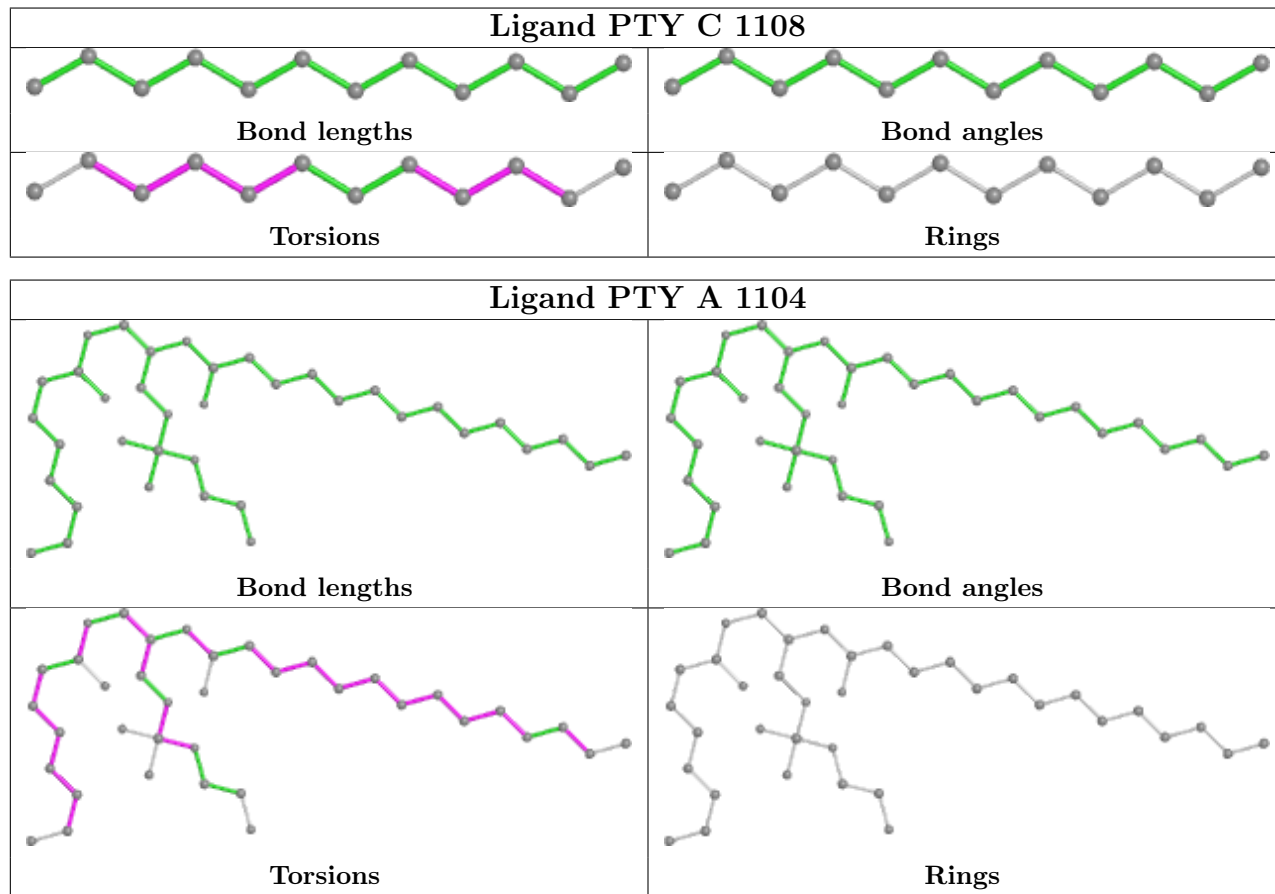 Ligand PTY C 1108
Bond lengths
Bond angles
Torsions
Rings
Ligand PTY A 1104
Bond lengths
Bond angles
Torsions
Rings